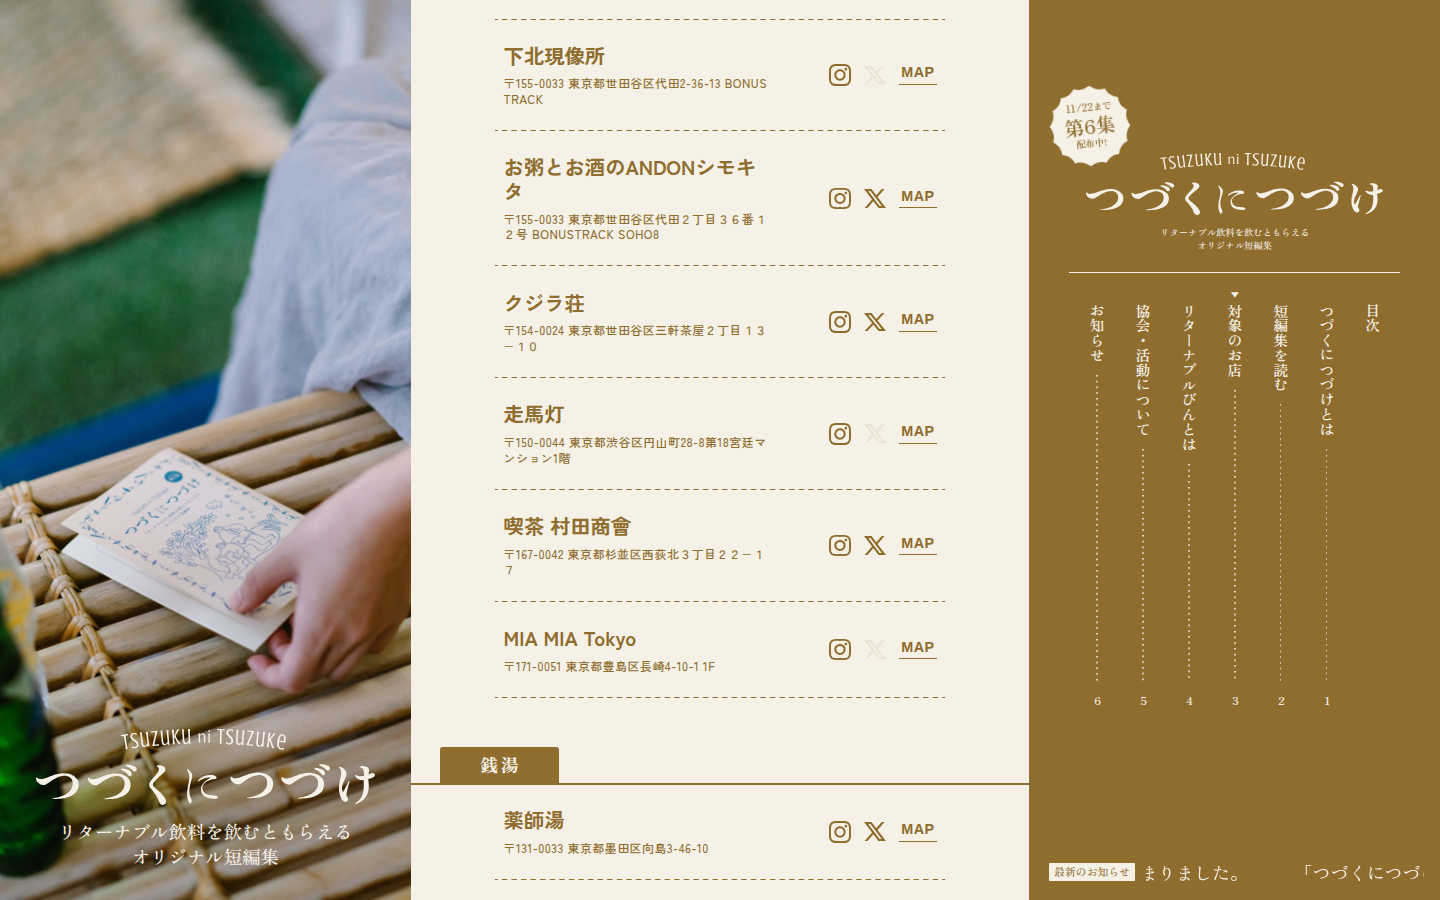 つづくにつづけ
TSUZUKU ni TSUZUKe
つづくにつづけ
リターナブル飲料を飲むともらえる
オリジナル短編集
下北現像所
〒155-0033 東京都世田谷区代田2-36-13 BONUS
TRACK
MAP
お粥とお酒のANDONシモキ
タ
〒155-0033 東京都世田谷区代田２丁目３６番１
２号 BONUSTRACK SOHO8
MAP
クジラ荘
〒154-0024 東京都世田谷区三軒茶屋２丁目１３
−１０
MAP
走馬灯
〒150-0044 東京都渋谷区円山町28-8第18宮廷マ
ンション1階
MAP
喫茶 村田商會
〒167-0042 東京都杉並区西荻北３丁目２２−１
７
MAP
MIA MIA Tokyo
〒171-0051 東京都豊島区長崎4-10-1 1F
MAP
銭湯
薬師湯
〒131-0033 東京都墨田区向島3-46-10
MAP
11/22まで
第6集
配布中!
TSUZUKU ni TSUZUKe
つづくにつづけ
リターナブル飲料を飲むともらえる
オリジナル短編集
目次
つづくにつづけとは
1
短編集を読む
2
対象のお店
3
リターナブルびんとは
4
協会・活動について
5
お知らせ
6
最新のお知らせ
まりました。
「つづくにつづ